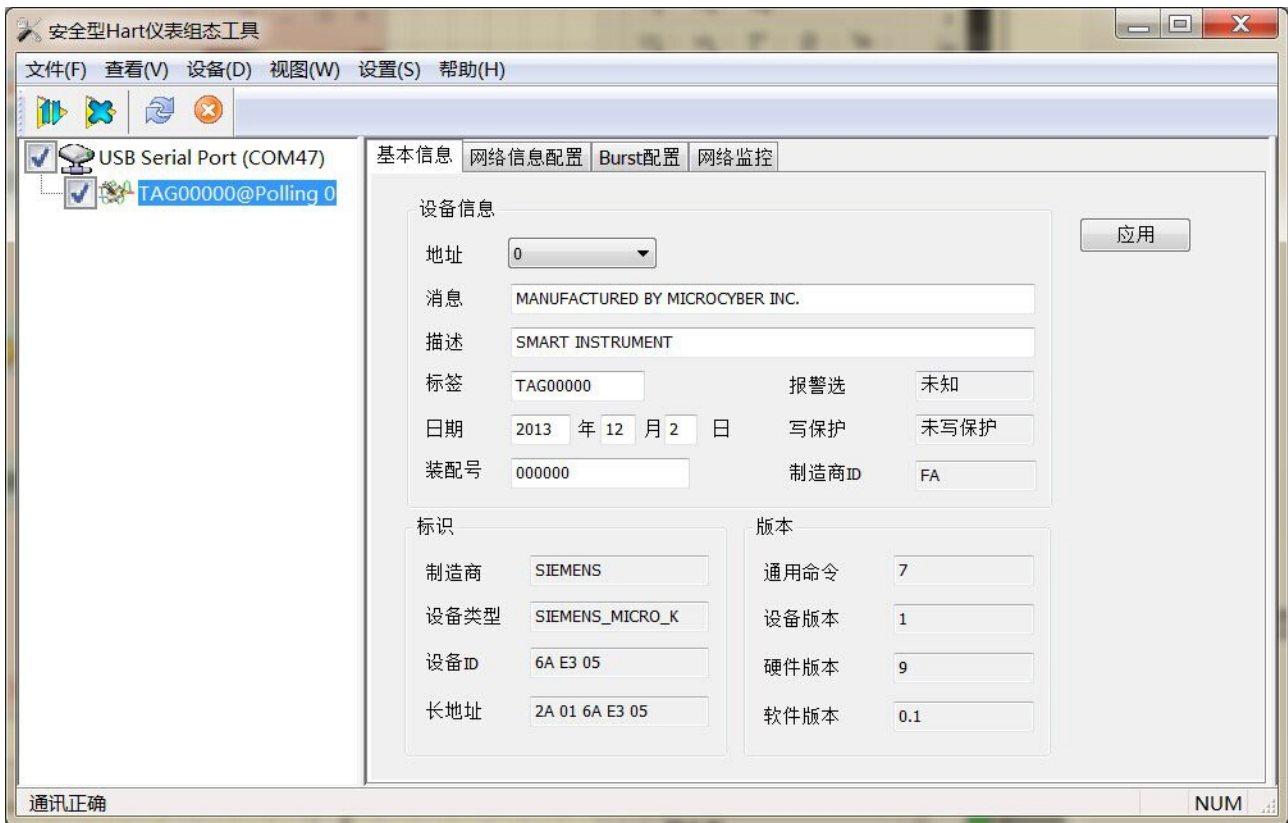 安全型Hart仪表组态工具
文件(F) 查看(V) 设备(D) 视图(W) 设置(S) 帮助(H)
USB Serial Port (COM47)
TAG00000@Polling 0
基本信息 网络信息配置 Burst配置 网络监控
设备信息
应用
地址 0
消息 MANUFACTURED BY MICROCYBER INC.
描述 SMART INSTRUMENT
标签 TAG00000 报警选 未知
日期 2013 年 12 月 2 日 写保护 未写保护
装配号 000000 制造商ID FA
标识
制造商 SIEMENS
设备类型 SIEMENS_MICRO_K
设备ID 6A E3 05
长地址 2A 01 6A E3 05
版本
通用命令 7
设备版本 1
硬件版本 9
软件版本 0.1
通讯正确 NUM